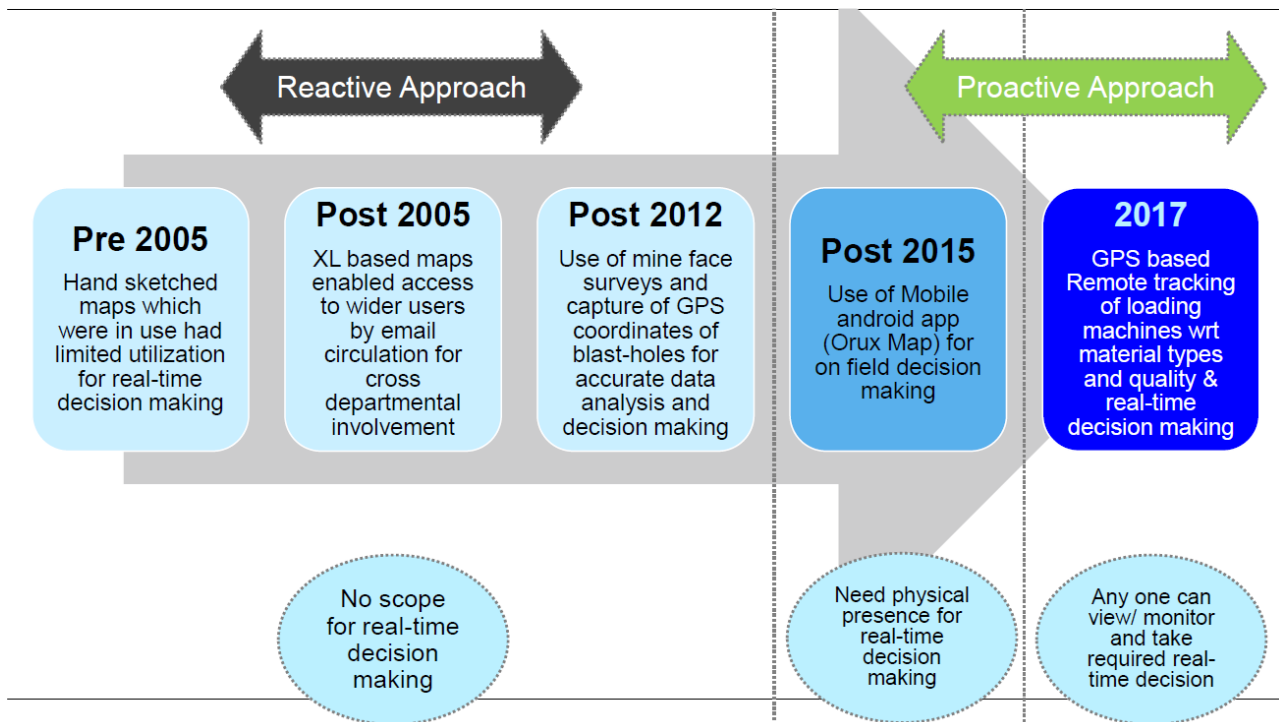 Reactive Approach
Proactive Approach
Pre 2005
Hand sketched
maps which
were in use had
limited utilization
for real-time
decision making
Post 2005
XL based maps
enabled access
to wider users
by email
circulation for
cross
departmental
involvement
Post 2012
Use of mine face
surveys and
capture of GPS
coordinates of
blast-holes for
accurate data
analysis and
decision making
Post 2015
Use of Mobile
android app
(Orux Map) for
on field decision
making
2017
GPS based
Remote tracking
of loading
machines wrt
material types
and quality &
real-time
decision making
No scope
for real-time
decision
making
Need physical
presence for
real-time
decision
making
Any one can
view/ monitor
and take
required real-
time decision